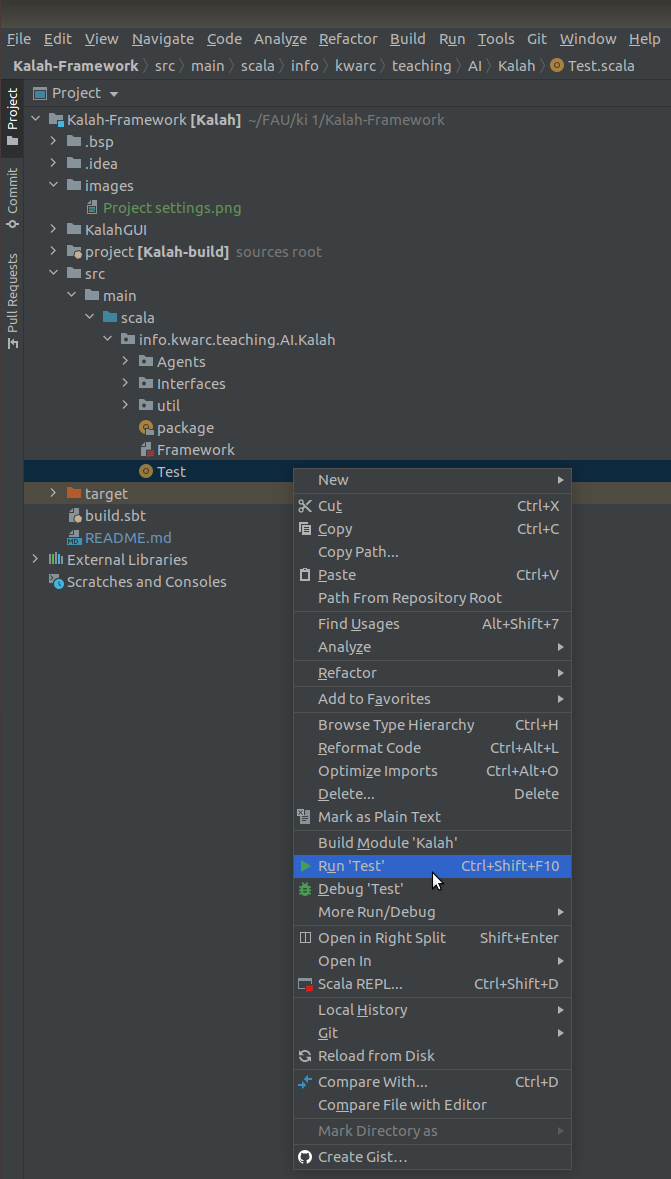 File Edit View Navigate Code Analyze Refactor Build Run Tools Git Window Help
Kalah-Framework src main scala info kwarc teaching AI Kalah Test.scala
Project
Commit
Pull Requests
Project
Kalah-Framework [Kalah] ~/FAU/ki 1/Kalah-Framework
.bsp
.idea
images
Project settings.png
KalahGUI
project [Kalah-build] sources root
src
main
scala
info.kwarc.teaching.AI.Kalah
Agents
Interfaces
util
package
Framework
Test
target
build.sbt
README.md
External Libraries
Scratches and Consoles
New
Cut Ctrl+X
Copy Ctrl+C
Copy Path...
Paste Ctrl+V
Path From Repository Root
Find Usages Alt+Shift+7
Analyze
Refactor
Add to Favorites
Browse Type Hierarchy Ctrl+H
Reformat Code Ctrl+Alt+L
Optimize Imports Ctrl+Alt+O
Delete... Delete
Mark as Plain Text
Build Module 'Kalah'
Run 'Test' Ctrl+Shift+F10
Debug 'Test'
More Run/Debug
Open in Right Split Shift+Enter
Open In
Scala REPL... Ctrl+Shift+D
Local History
Git
Reload from Disk
Compare With... Ctrl+D
Compare File with Editor
Mark Directory as
Create Gist...